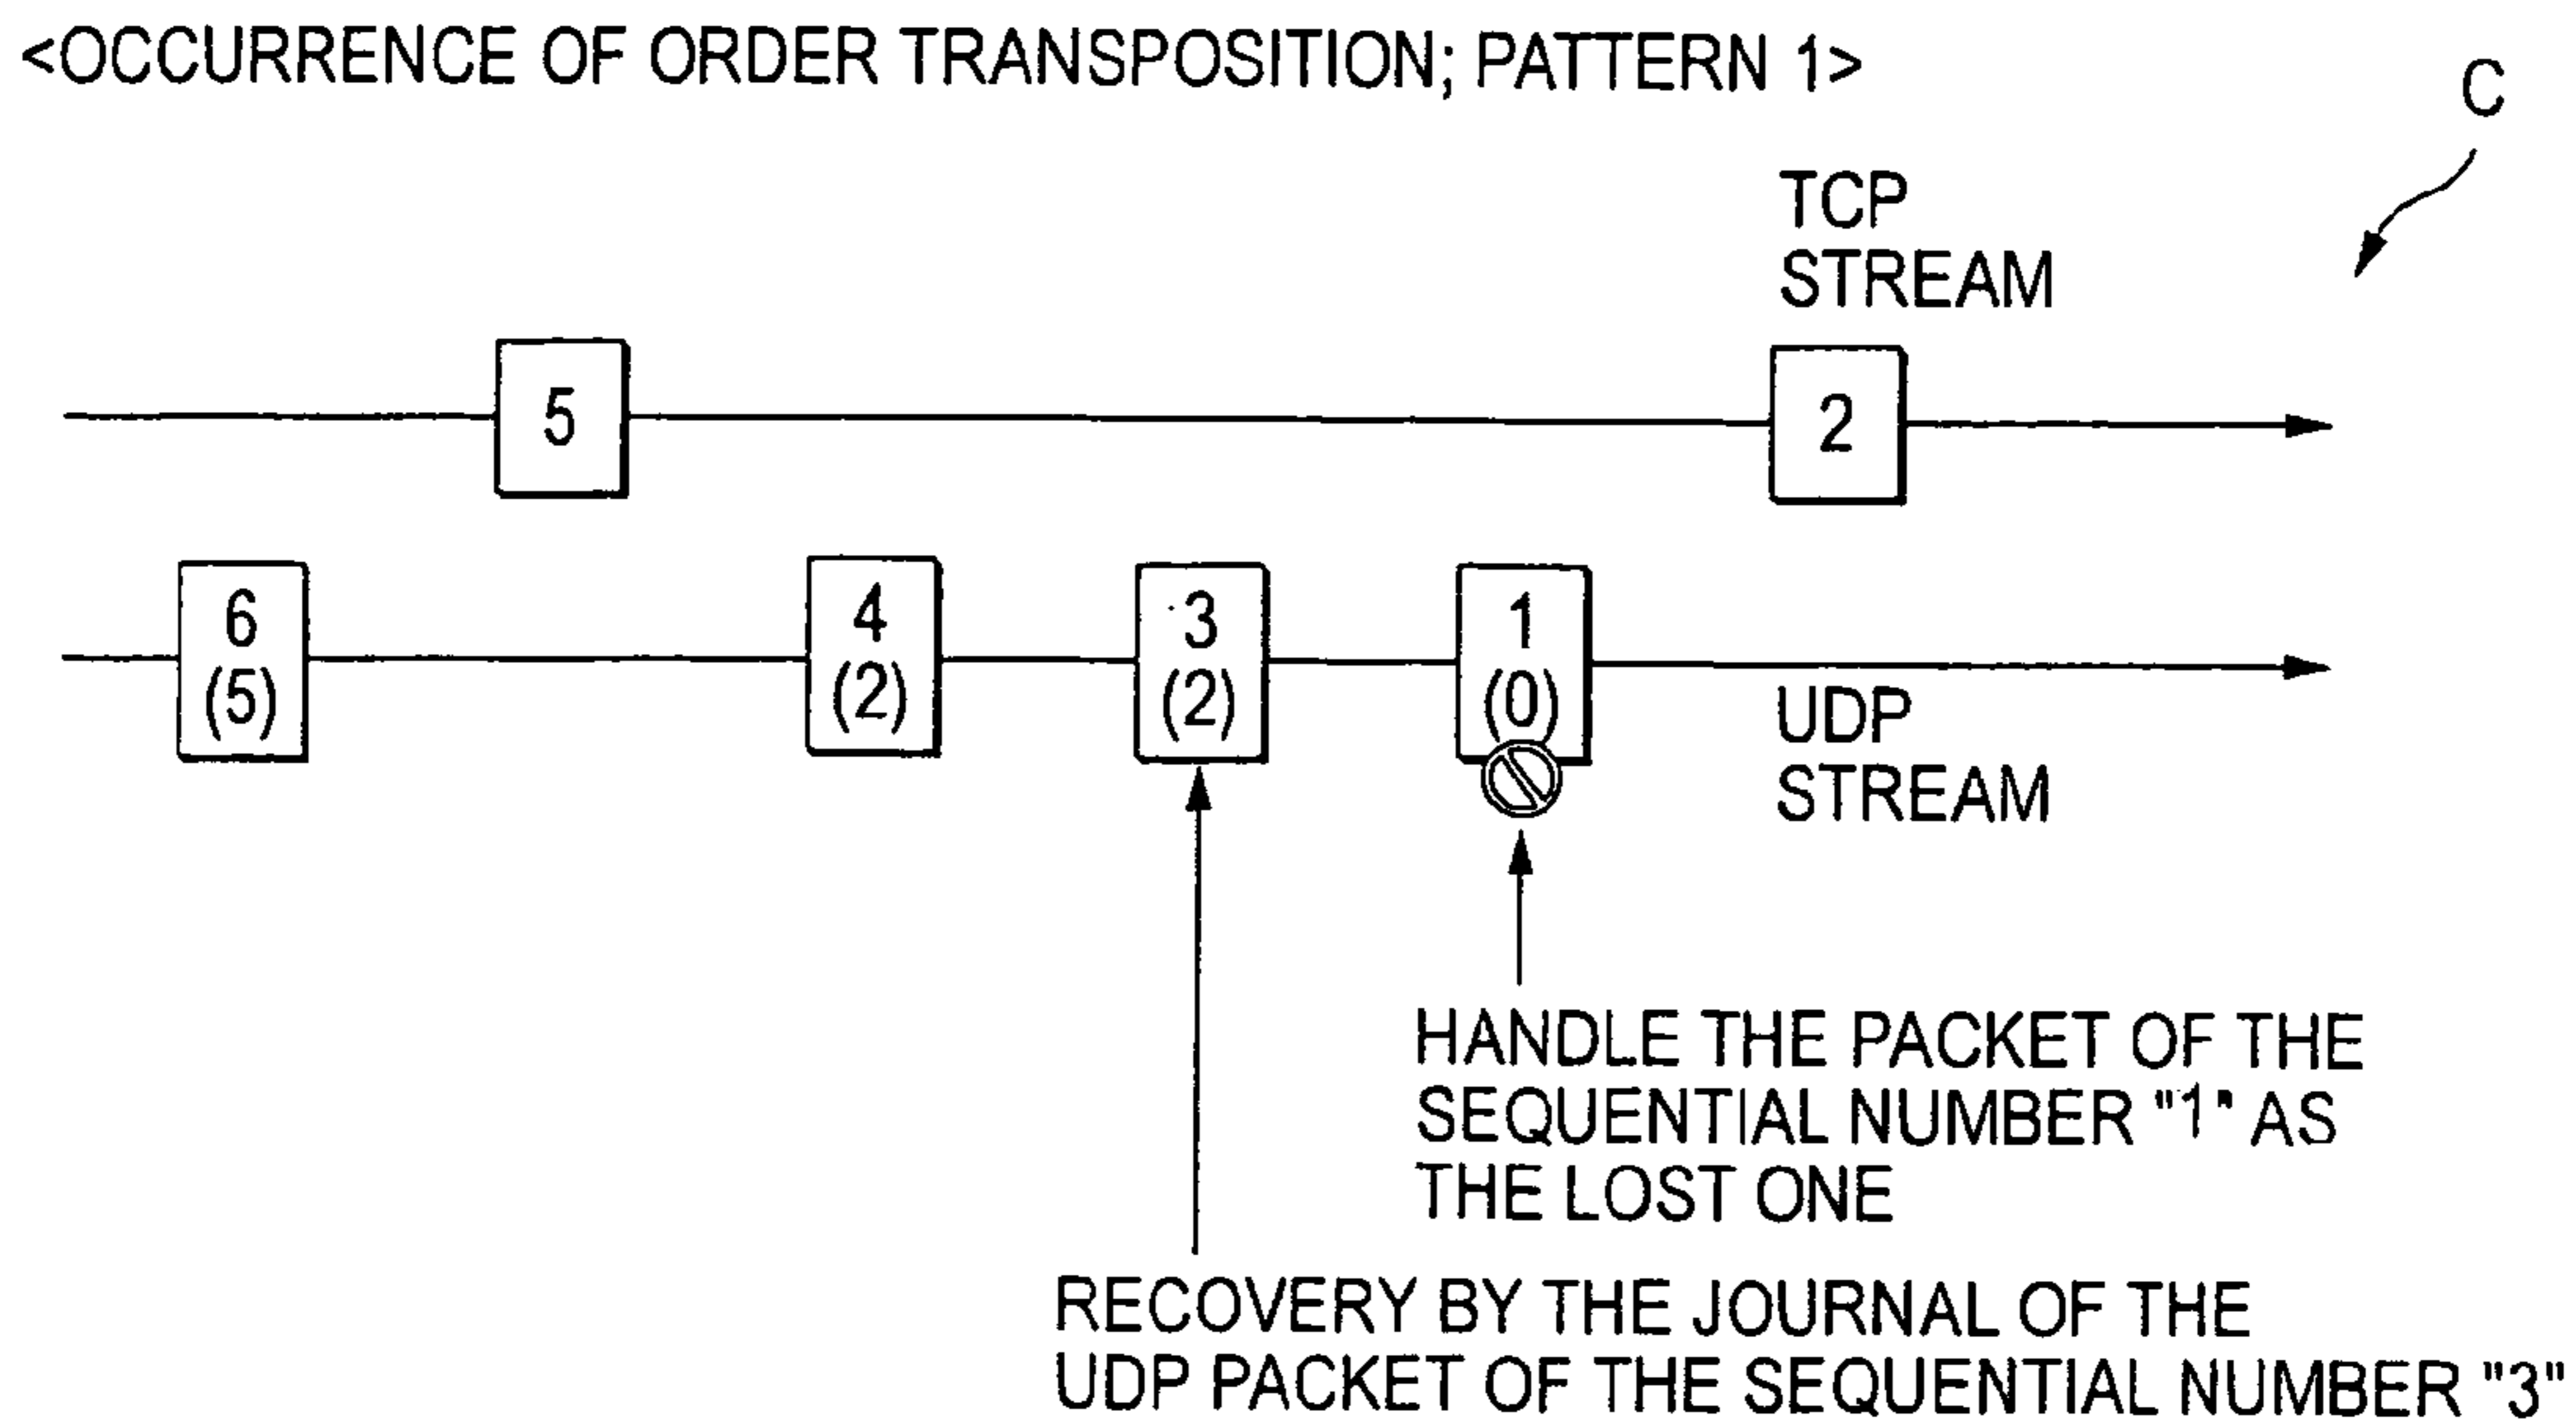 <OCCURRENCE OF ORDER TRANSPOSITION; PATTERN 1>
C
TCP
STREAM
5
2
6
(5)
4
(2)
3
(2)
1
(0)
UDP
STREAM
HANDLE THE PACKET OF THE
SEQUENTIAL NUMBER "1" AS
THE LOST ONE
RECOVERY BY THE JOURNAL OF THE
UDP PACKET OF THE SEQUENTIAL NUMBER "3"